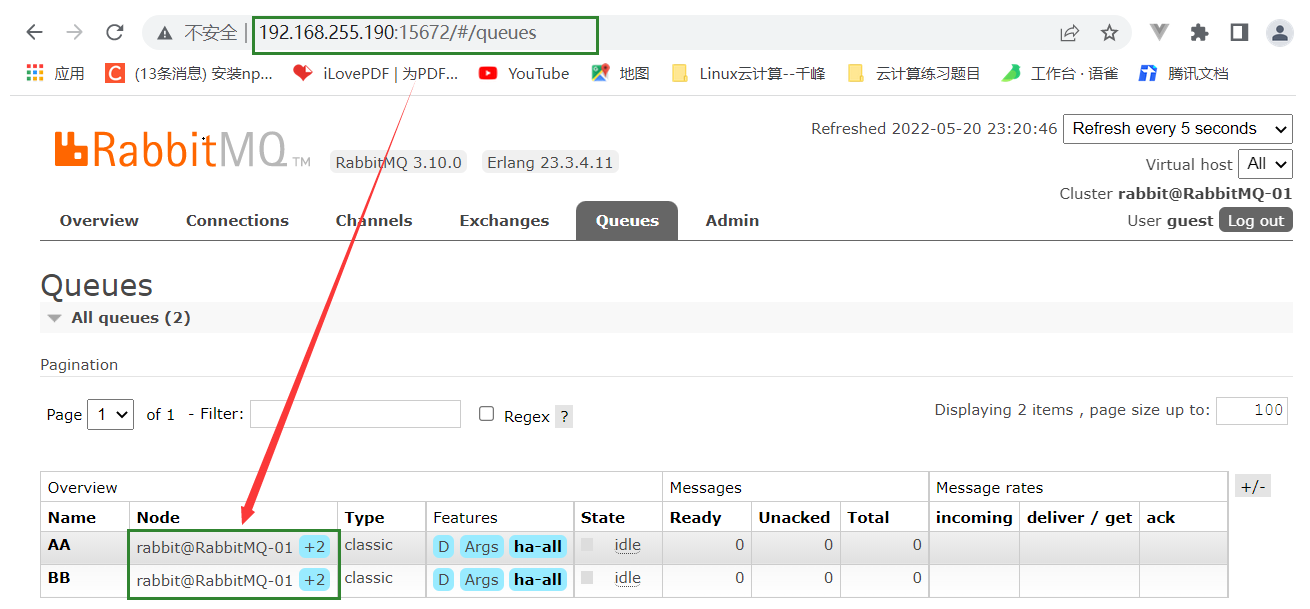 不安全 | 192.168.255.190:15672/#/queues
应用 (13条消息) 安装np... iLovePDF | 为PDF... YouTube 地图 Linux云计算--千峰 云计算练习题目 工作台 · 语雀 腾讯文档
Refreshed 2022-05-20 23:20:46 Refresh every 5 seconds
RabbitMQ TM RabbitMQ 3.10.0 Erlang 23.3.4.11
Virtual host All
Cluster rabbit@RabbitMQ-01
User guest Log out
Overview Connections Channels Exchanges Queues Admin
Queues
All queues (2)
Pagination
Page 1 of 1 - Filter: Regex ? Displaying 2 items , page size up to: 100
Overview Messages Message rates +/-
Name Node Type Features State Ready Unacked Total incoming deliver / get ack
AA rabbit@RabbitMQ-01 +2 classic D Args ha-all idle 0 0 0
BB rabbit@RabbitMQ-01 +2 classic D Args ha-all idle 0 0 0